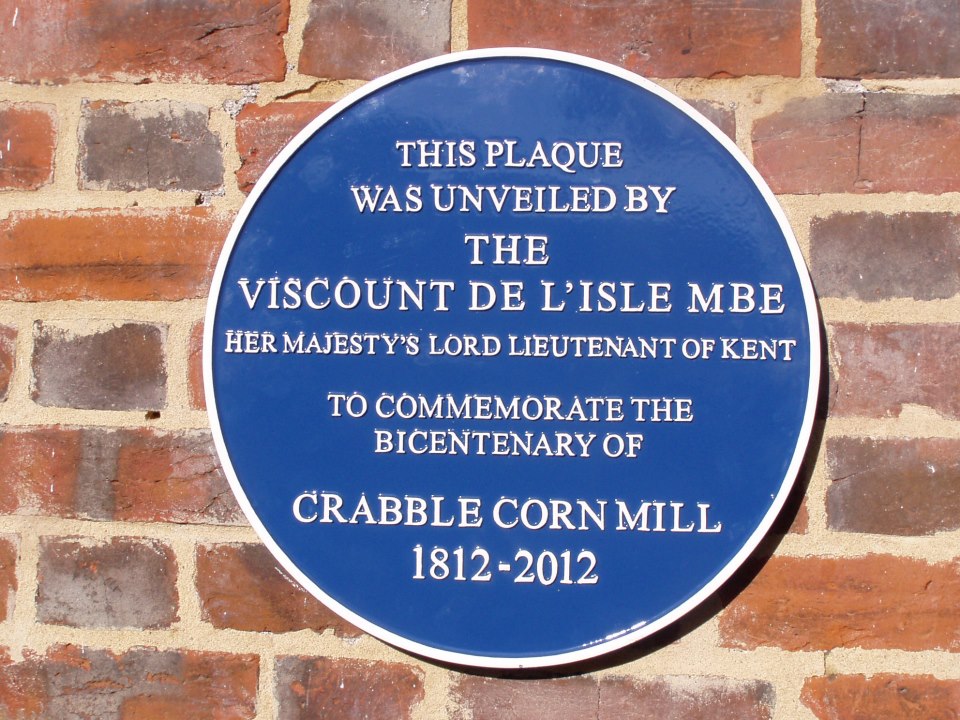 THIS PLAQUE
WAS UNVEILED BY
THE
VISCOUNT DE L'ISLE MBE
HER MAJESTY'S LORD LIEUTENANT OF KENT
TO COMMEMORATE THE
BICENTENARY OF
CRABBLE CORN MILL
1812-2012